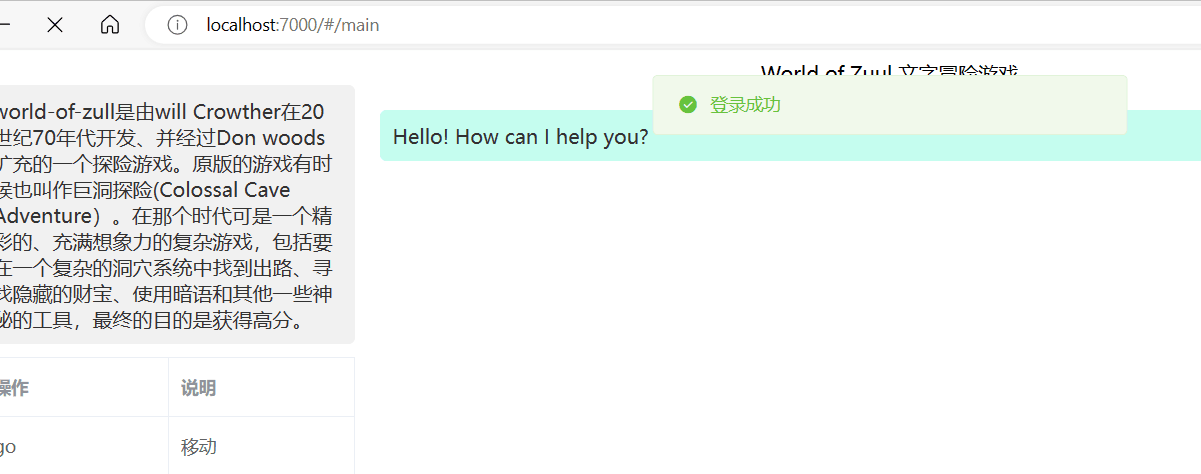 localhost:7000/#/main
World of Zuul 文字冒险游戏
登录成功
Hello! How can I help you?
world-of-zull是由will Crowther在20
世纪70年代开发、并经过Don woods
扩充的一个探险游戏。原版的游戏有时
候也叫作巨洞探险(Colossal Cave
Adventure）。在那个时代可是一个精
彩的、充满想象力的复杂游戏，包括要
在一个复杂的洞穴系统中找到出路、寻
找隐藏的财宝、使用暗语和其他一些神
秘的工具，最终的目的是获得高分。
操作 说明
go 移动